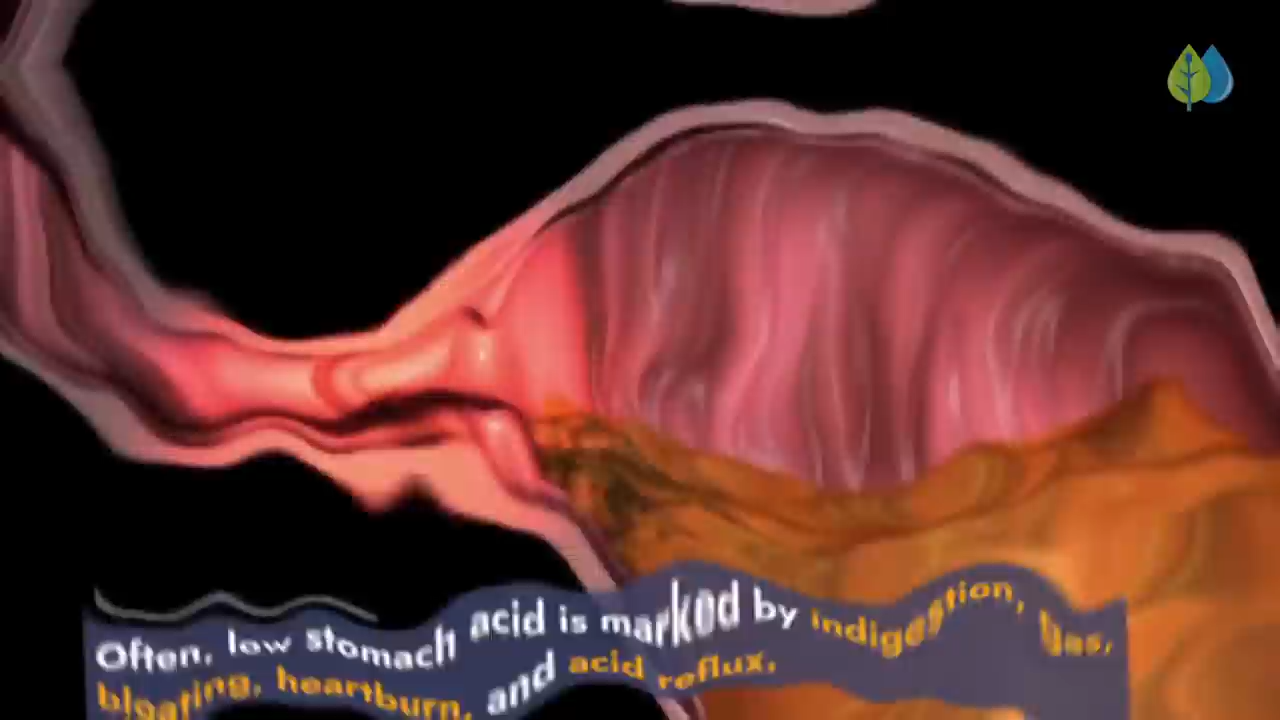 Often, low stomach acid is marked by indigestion, gas,
bloating, heartburn, and acid reflux.